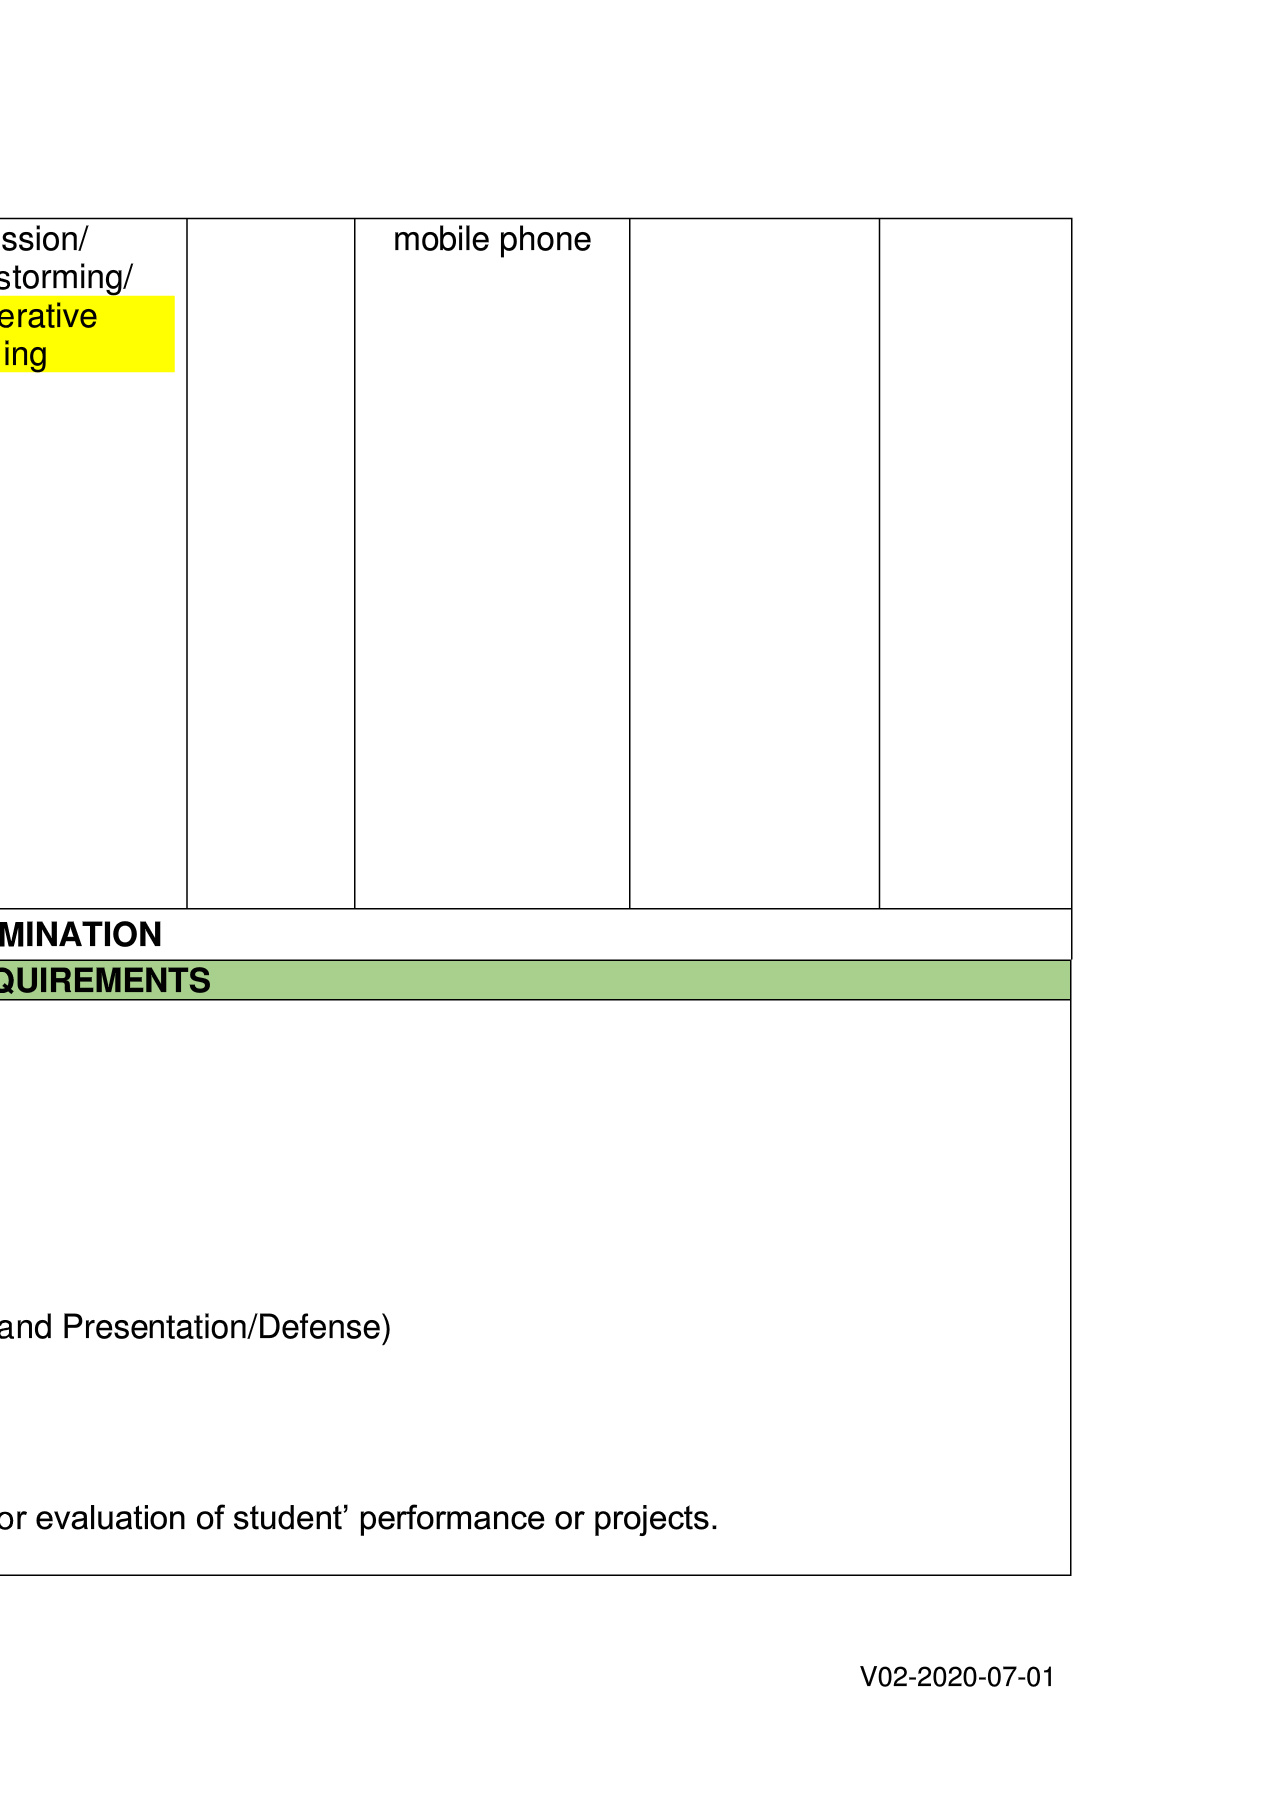 ssion/ mobile phone
storming/
erative
ing
MINATION
QUIREMENTS
and Presentation/Defense)
or evaluation of student’ performance or projects.
V02-2020-07-01